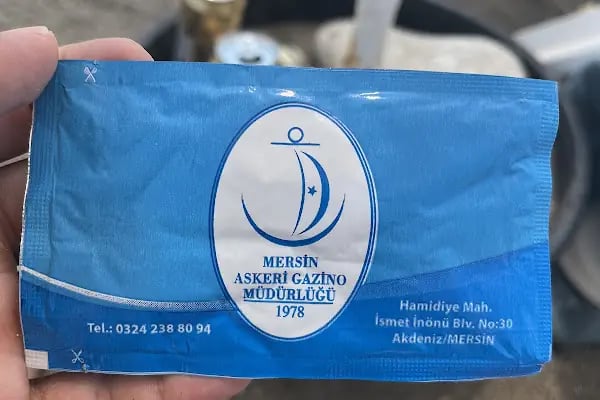 MERSİN
ASKERİ GAZİNO
MÜDÜRLÜĞÜ
1978
Tel.: 0324 238 80 94
Hamidiye Mah.
İsmet İnönü Blv. No:30
Akdeniz/MERSİN